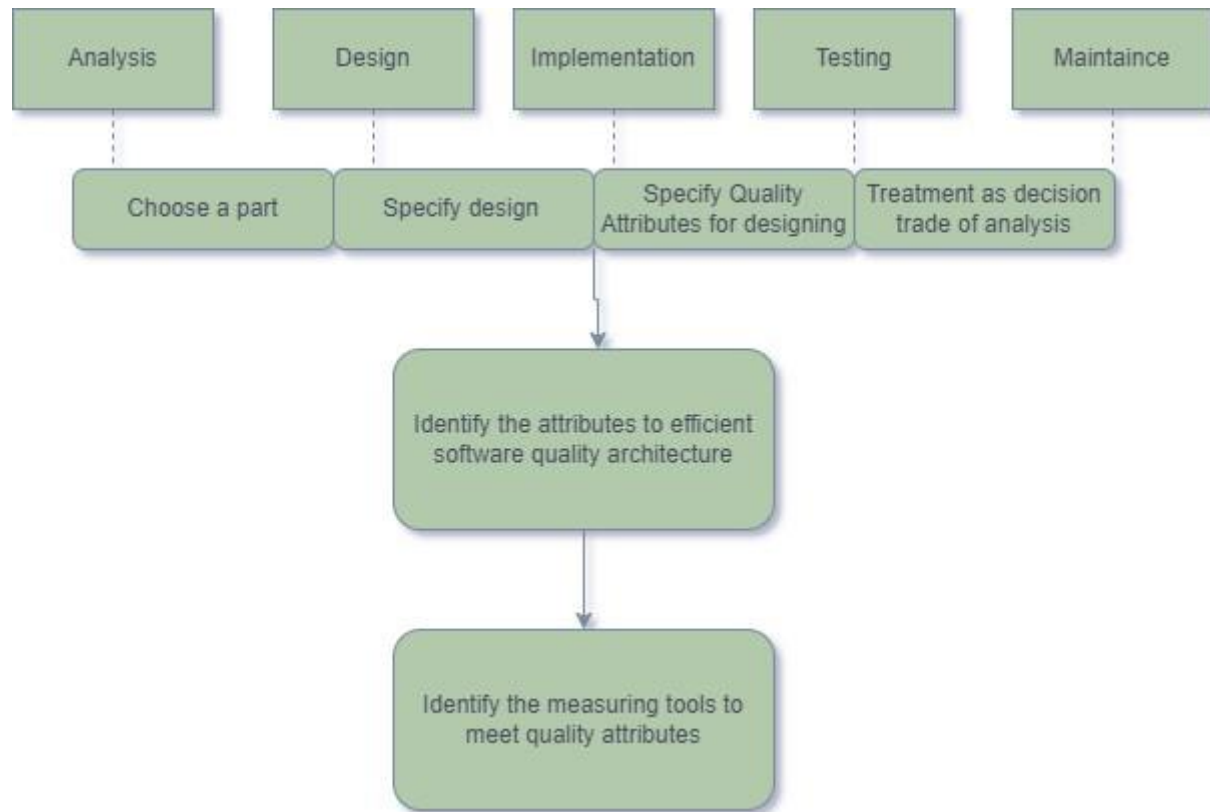 Analysis
Design
Implementation
Testing
Maintaince
Choose a part
Specify design
Specify Quality
Attributes for designing
Treatment as decision
trade of analysis
Identify the attributes to efficient
software quality architecture
Identify the measuring tools to
meet quality attributes